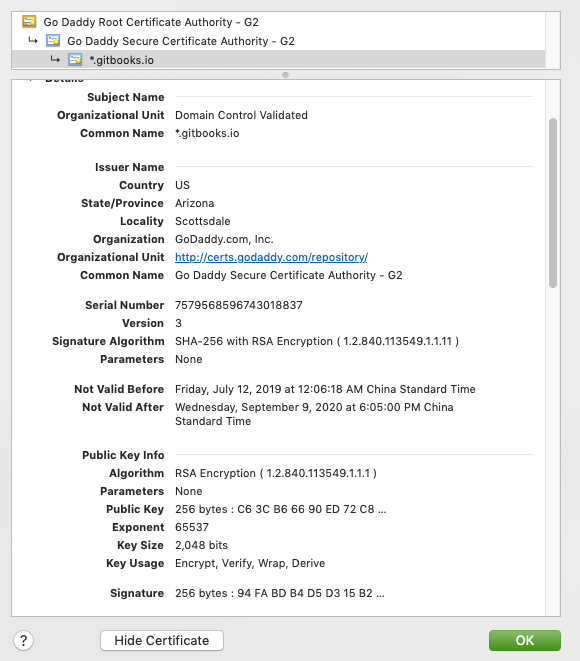 Go Daddy Root Certificate Authority - G2
Go Daddy Secure Certificate Authority - G2
*.gitbooks.io
Details
Subject Name
Organizational Unit Domain Control Validated
Common Name *.gitbooks.io
Issuer Name
Country US
State/Province Arizona
Locality Scottsdale
Organization GoDaddy.com, Inc.
Organizational Unit http://certs.godaddy.com/repository/
Common Name Go Daddy Secure Certificate Authority - G2
Serial Number 7579568596743018837
Version 3
Signature Algorithm SHA-256 with RSA Encryption ( 1.2.840.113549.1.1.11 )
Parameters None
Not Valid Before Friday, July 12, 2019 at 12:06:18 AM China Standard Time
Not Valid After Wednesday, September 9, 2020 at 6:05:00 PM China
Standard Time
Public Key Info
Algorithm RSA Encryption ( 1.2.840.113549.1.1.1 )
Parameters None
Public Key 256 bytes : C6 3C B6 66 90 ED 72 C8 ...
Exponent 65537
Key Size 2,048 bits
Key Usage Encrypt, Verify, Wrap, Derive
Signature 256 bytes : 94 FA BD B4 D5 D3 15 B2 ...
?
Hide Certificate
OK